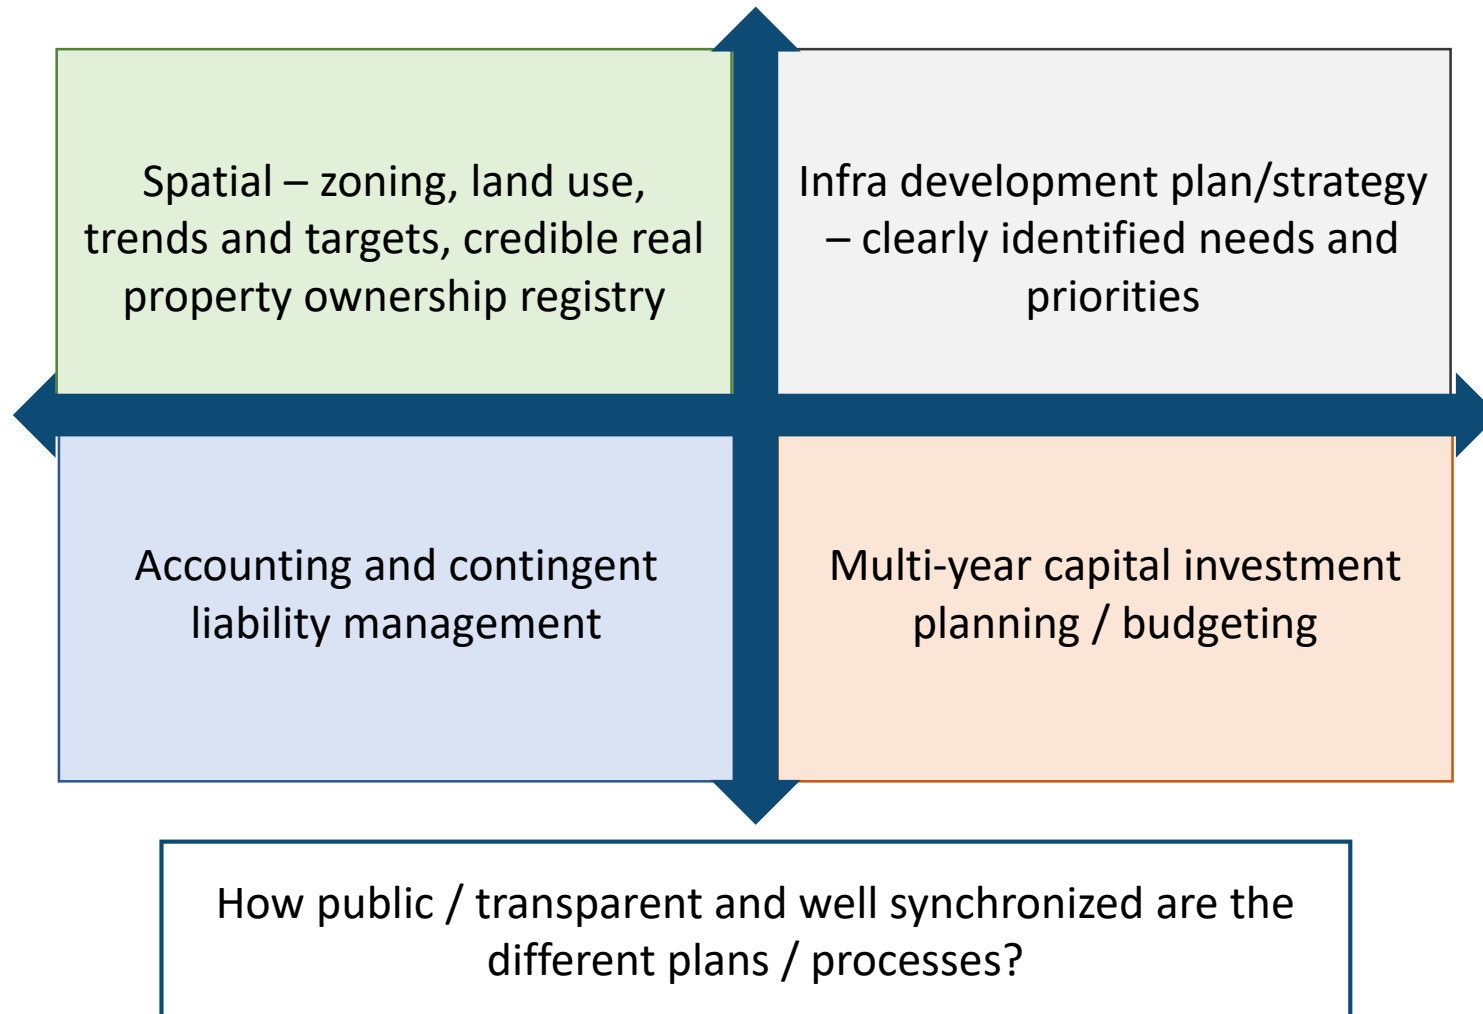 Spatial – zoning, land use,
trends and targets, credible real
property ownership registry
Infra development plan/strategy
– clearly identified needs and
priorities
Accounting and contingent
liability management
Multi-year capital investment
planning / budgeting
How public / transparent and well synchronized are the
different plans / processes?